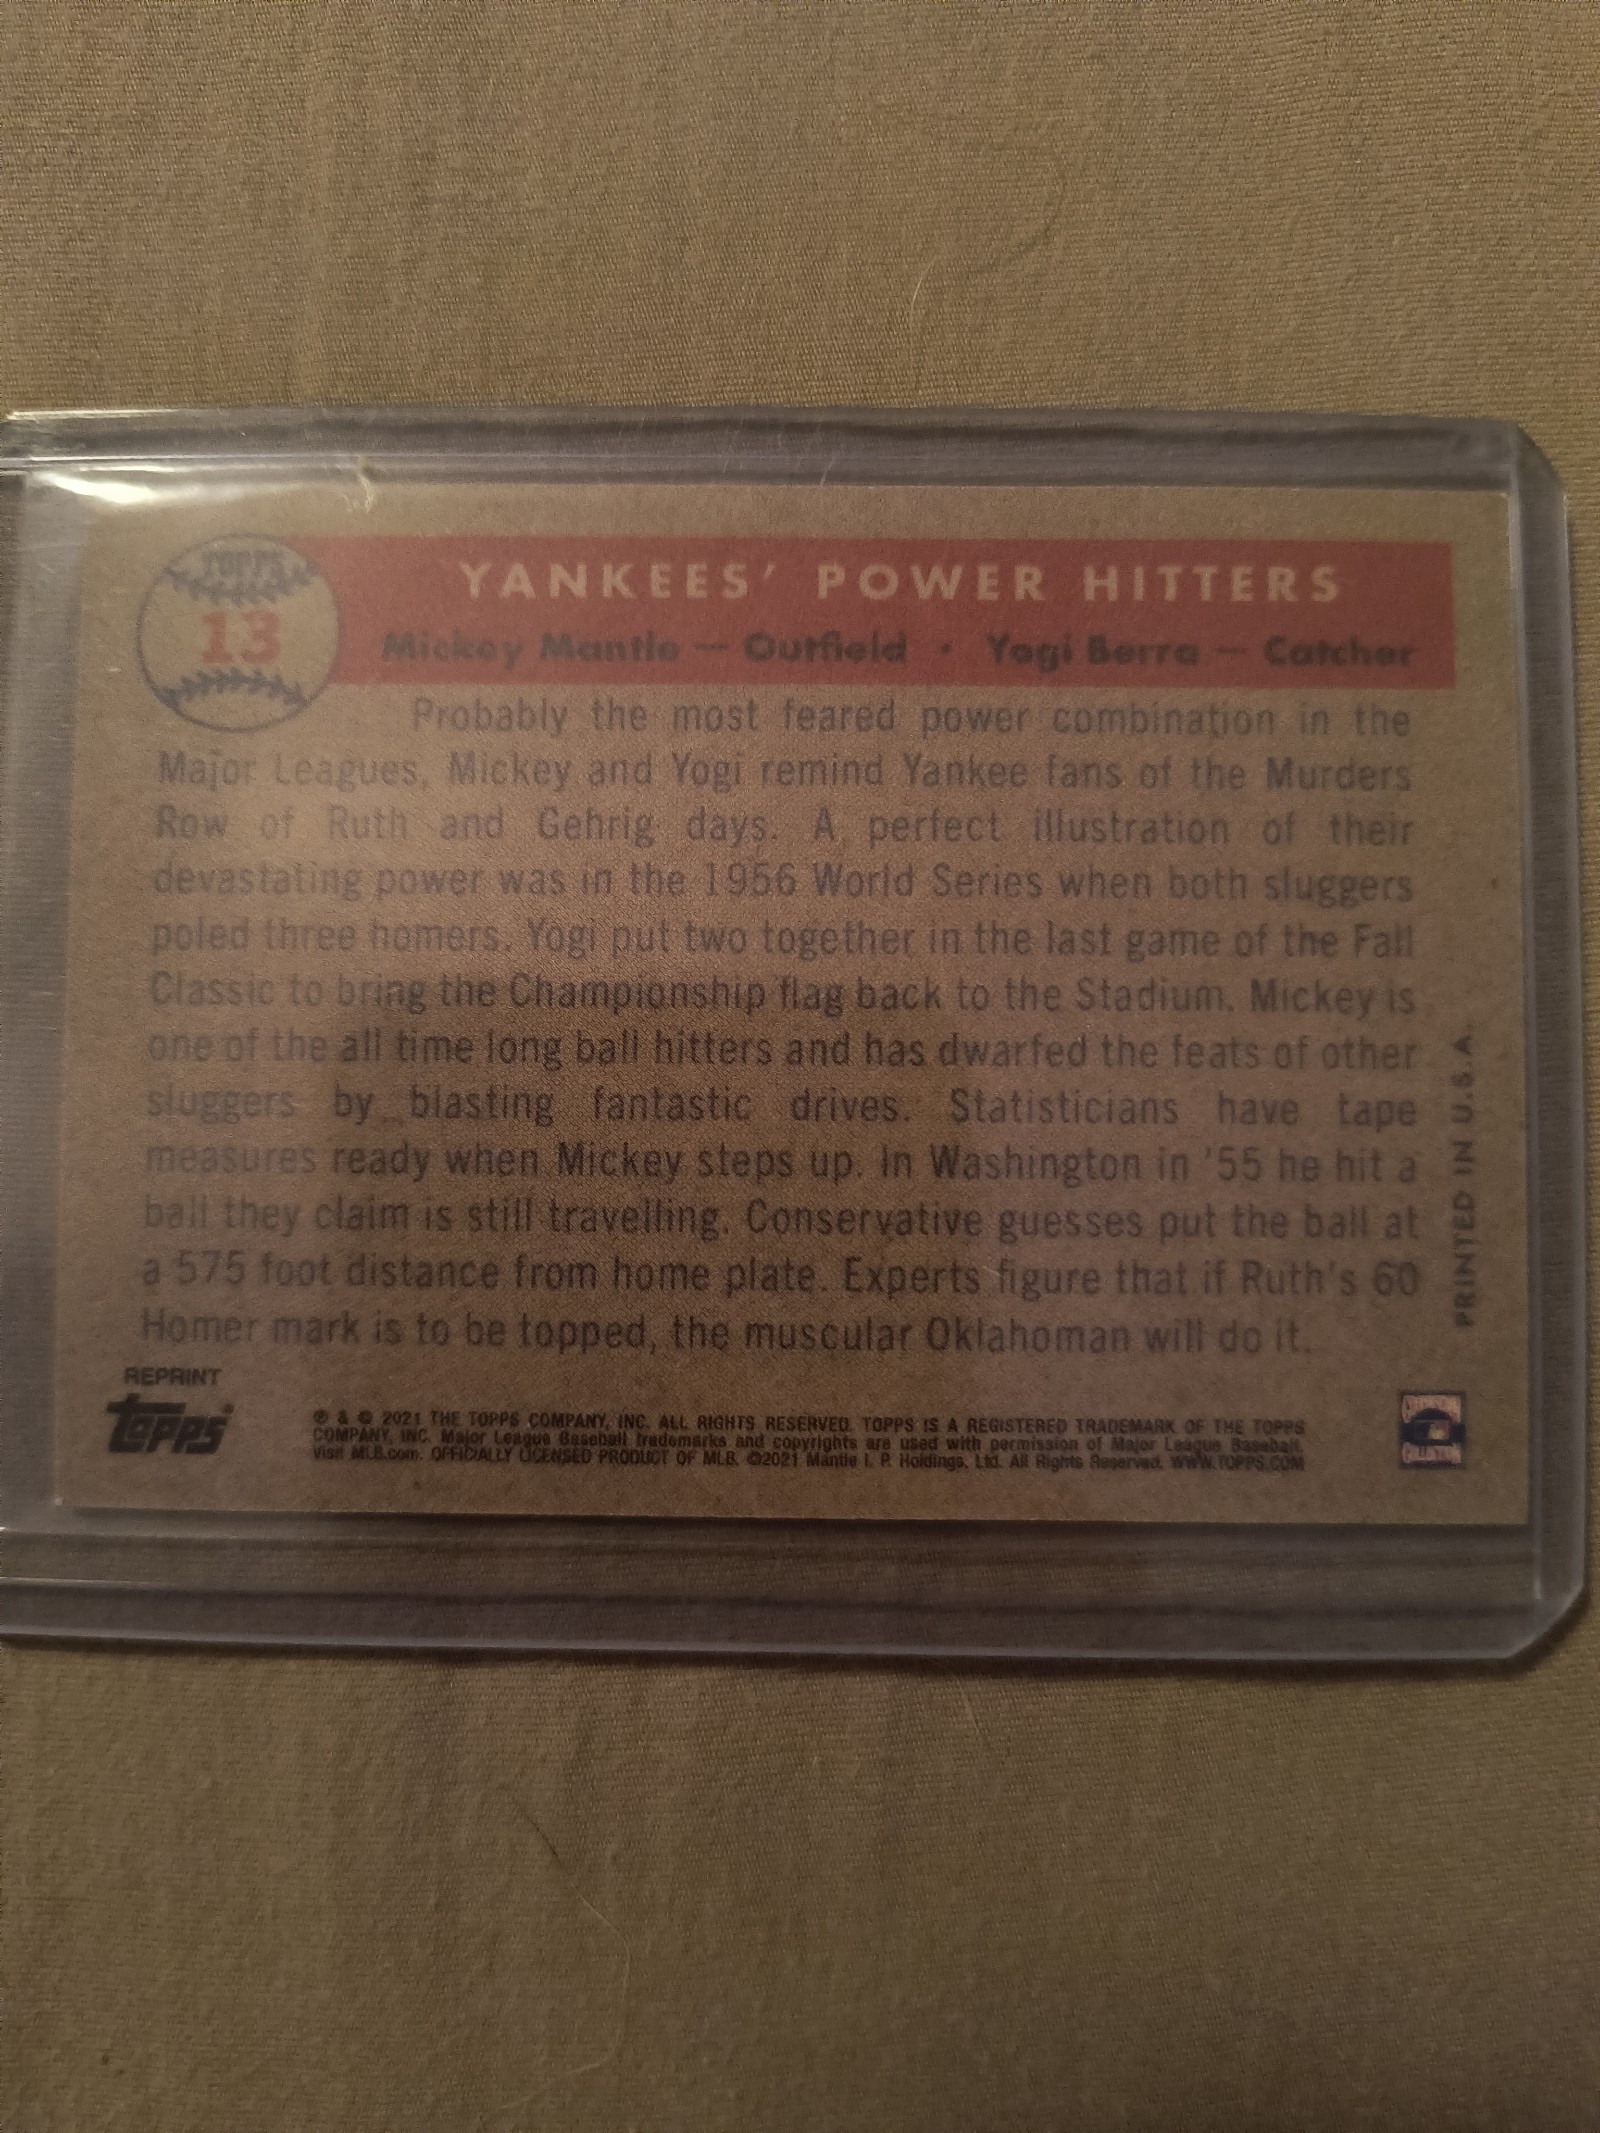 TOPPS
13
YANKEES' POWER HITTERS
Mickey Mantle — Outfield • Yogi Berra — Catcher
Probably the most feared power combination in the
Major Leagues, Mickey and Yogi remind Yankee fans of the Murders
Row of Ruth and Gehrig days. A perfect illustration of their
devastating power was in the 1956 World Series when both sluggers
poled three homers. Yogi put two together in the last game of the Fall
Classic to bring the Championship flag back to the Stadium. Mickey is
one of the all time long ball hitters and has dwarfed the feats of other
sluggers by blasting fantastic drives. Statisticians have tape
measures ready when Mickey steps up. In Washington in '55 he hit a
ball they claim is still travelling. Conservative guesses put the ball at
a 575 foot distance from home plate. Experts figure that if Ruth's 60
Homer mark is to be topped, the muscular Oklahoman will do it.
PRINTED IN U.S.A.
REPRINT
topps®
℗ & © 2021 THE TOPPS COMPANY, INC. ALL RIGHTS RESERVED. TOPPS IS A REGISTERED TRADEMARK OF THE TOPPS
COMPANY, INC. Major League Baseball trademarks and copyrights are used with permission of Major League Baseball.
Visit MLB.com. OFFICIALLY LICENSED PRODUCT OF MLB. ©2021 Mantle I. P. Holdings, Ltd. All Rights Reserved. WWW.TOPPS.COM